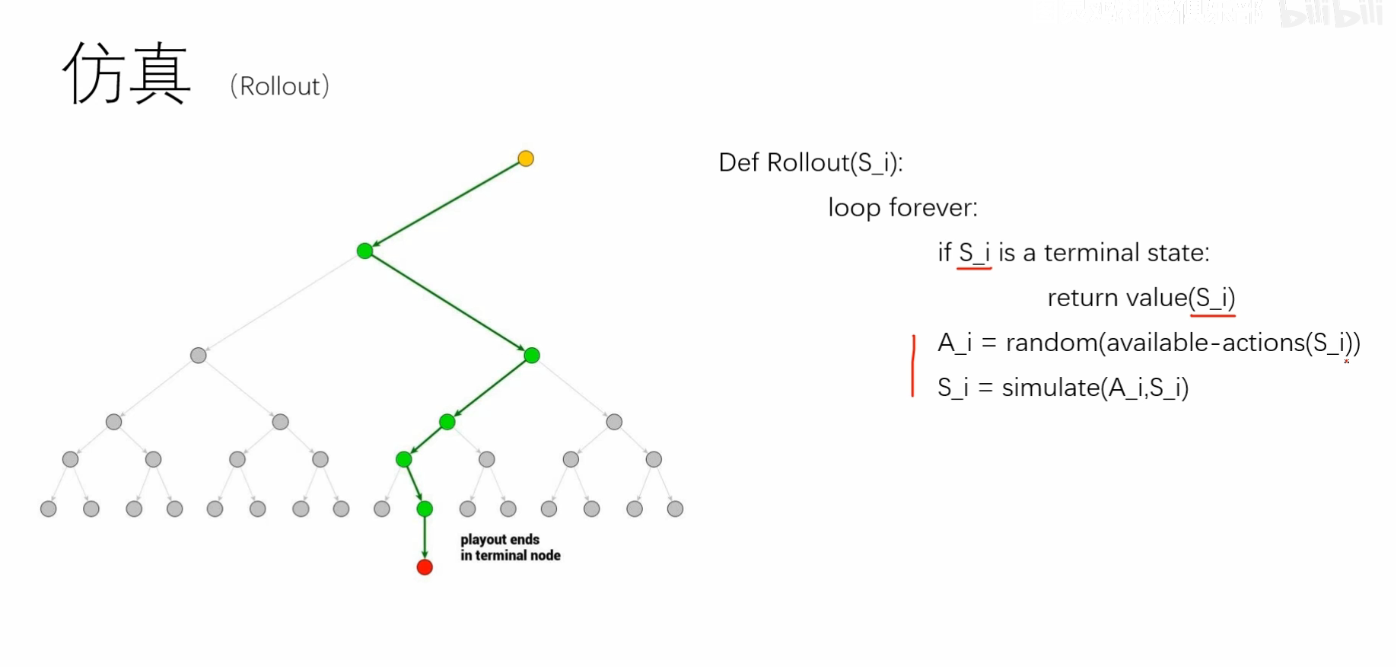 bilibili
仿真 (Rollout)
Def Rollout(S_i):
loop forever:
if S_i is a terminal state:
return value(S_i)
A_i = random(available-actions(S_i))
S_i = simulate(A_i,S_i)
playout ends
in terminal node